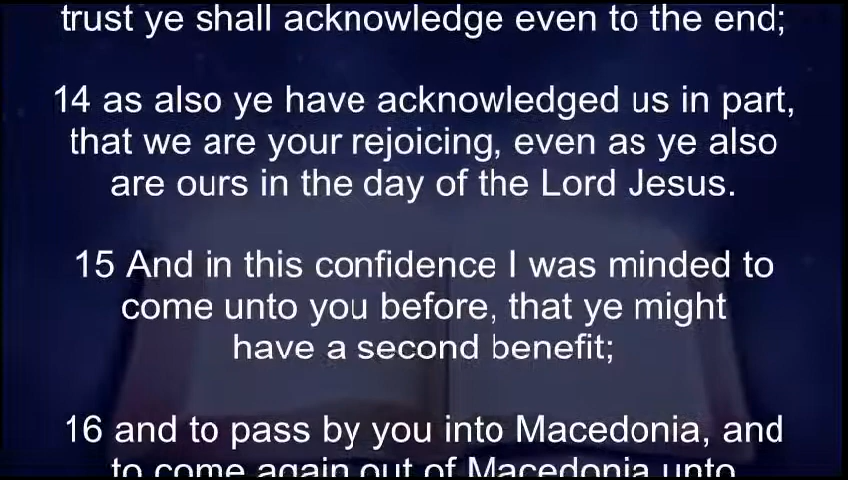 trust ye shall acknowledge even to the end;
14 as also ye have acknowledged us in part,
that we are your rejoicing, even as ye also
are ours in the day of the Lord Jesus.
15 And in this confidence I was minded to
come unto you before, that ye might
have a second benefit;
16 and to pass by you into Macedonia, and
to come again out of Macedonia unto